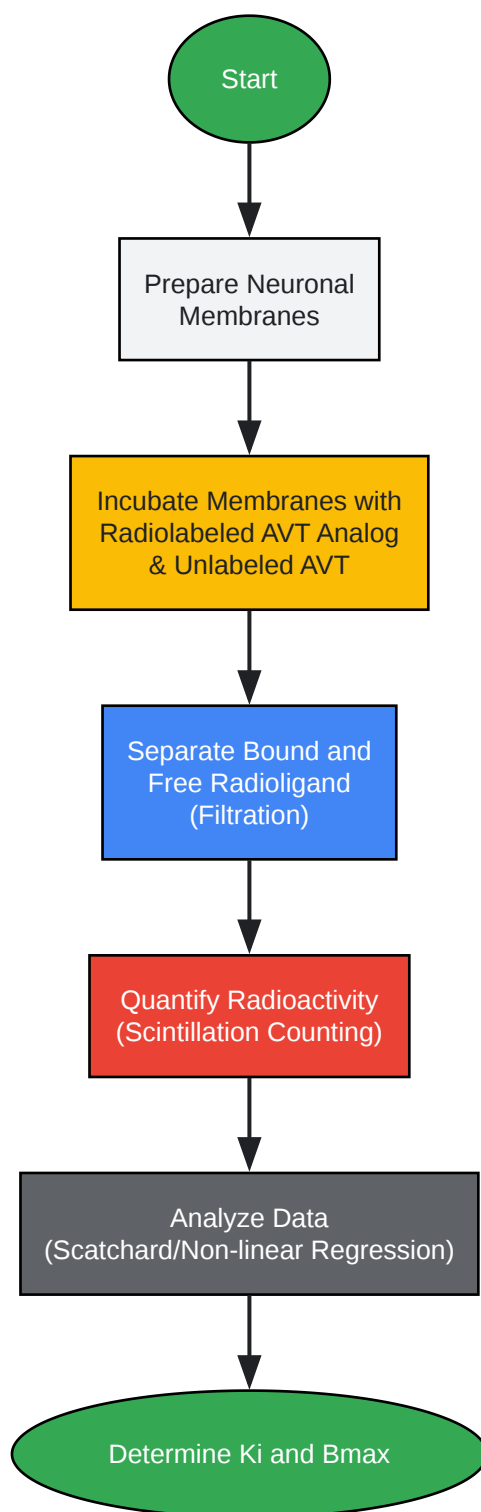 Start
Prepare Neuronal
Membranes
Incubate Membranes with
Radiolabeled AVT Analog
& Unlabeled AVT
Separate Bound and
Free Radioligand
(Filtration)
Quantify Radioactivity
(Scintillation Counting)
Analyze Data
(Scatchard/Non-linear Regression)
Determine Ki and Bmax